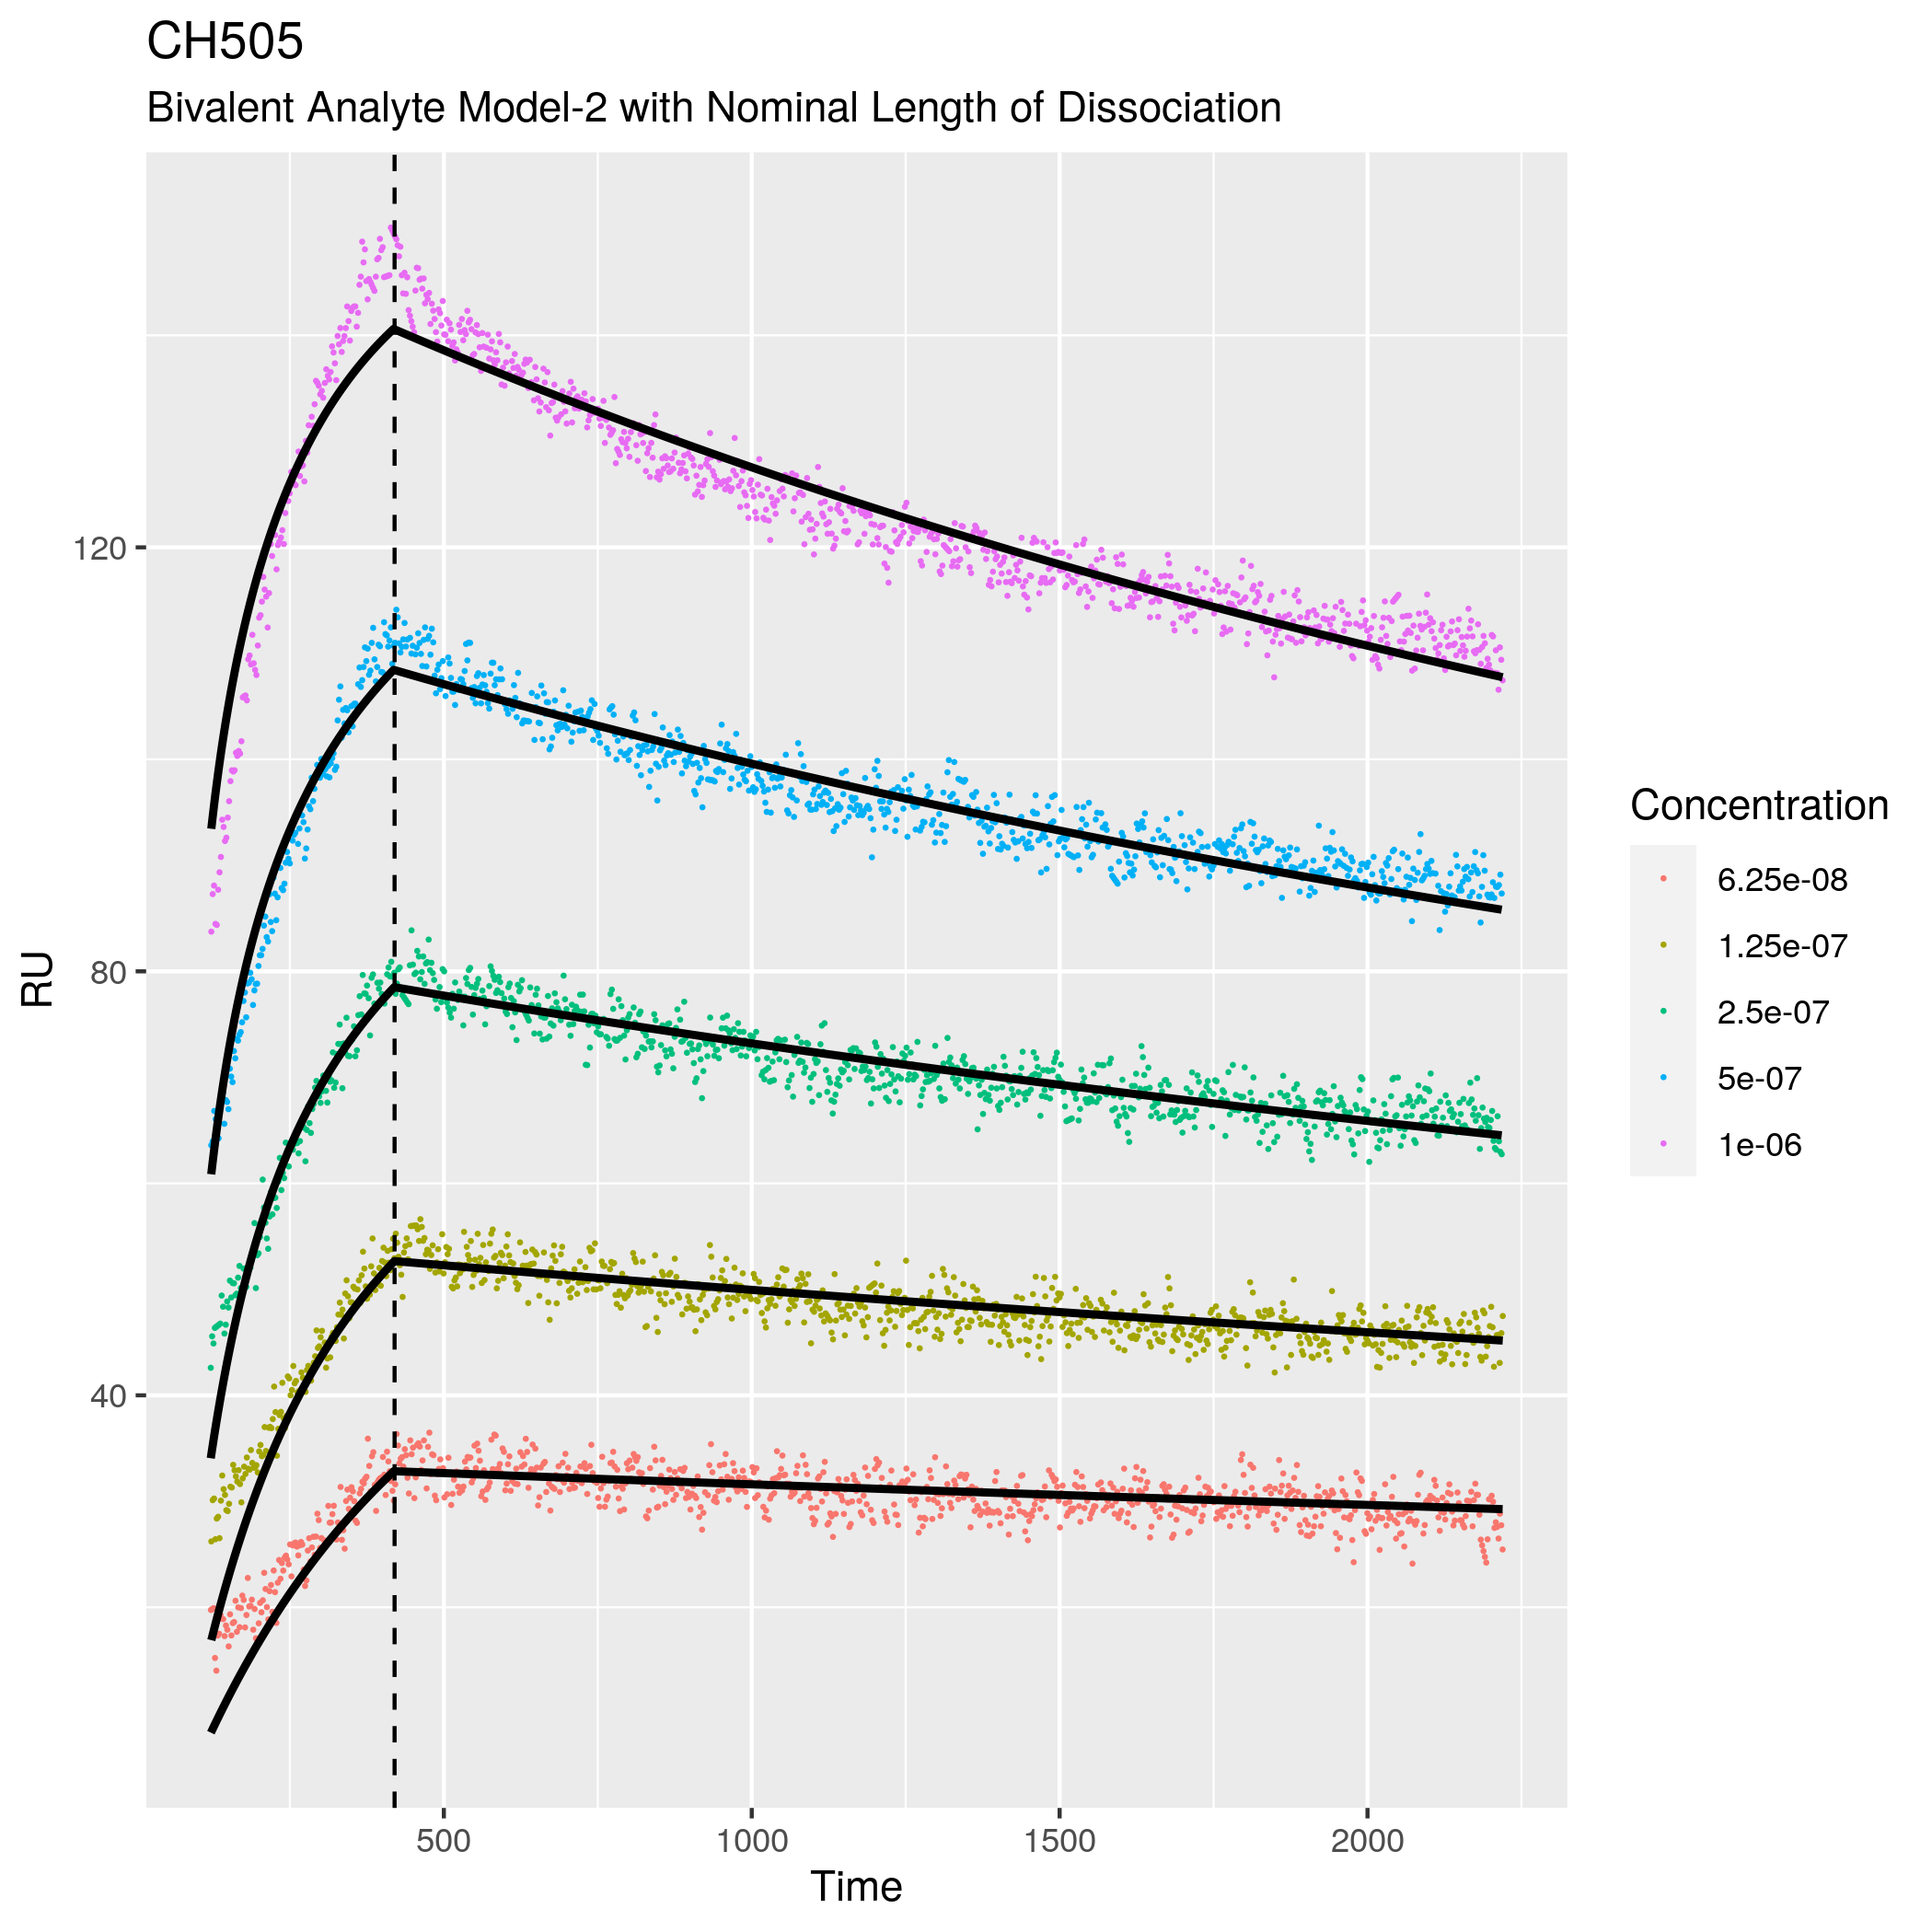 CH505
Bivalent Analyte Model-2 with Nominal Length of Dissociation
120
80
40
RU
500 1000 1500 2000
Time
Concentration
6.25e-08
1.25e-07
2.5e-07
5e-07
1e-06